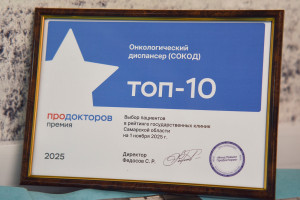 Онкологический
диспансер (СОКОД)
ТОП-10
продокторов
премия
Выбор пациентов
в рейтинге государственных клиник
Самарской области
на 1 ноября 2025 г.
2025
Директор
Федосов С. Р.